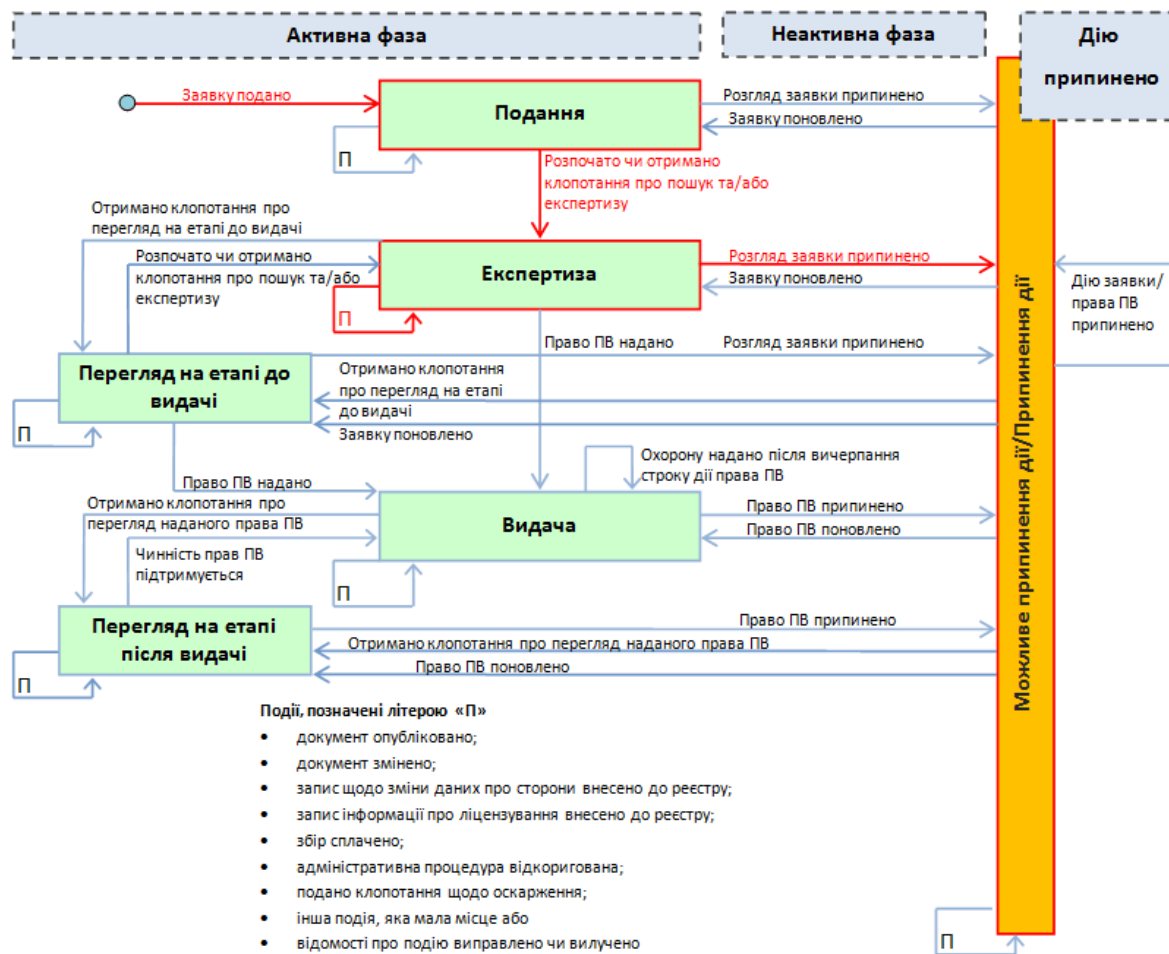 Активна фаза
Неактивна фаза
Дію
припинено
Заявку подано
Подання
Розгляд заявки припинено
Заявку поновлено
П
Розпочато чи отримано
клопотання про пошук та/або
експертизу
Отримано клопотання про
перегляд на етапі до видачі
Розпочато чи отримано
клопотання про пошук та/або
експертизу
Експертиза
Розгляд заявки припинено
Заявку поновлено
П
Дію заявки/
права ПВ
припинено
Право ПВ надано
Розгляд заявки припинено
Перегляд на етапі до
видачі
Отримано клопотання
про перегляд на етапі
до видачі
Заявку поновлено
П
Можливе припинення дії/Припинення дії
Охорону надано після вичерпання
строку дії права ПВ
Право ПВ надано
Отримано клопотання про
перегляд наданого права ПВ
Видача
Право ПВ припинено
Право ПВ поновлено
Чинність прав ПВ
підтримується
П
Перегляд на етапі
після видачі
Право ПВ припинено
Отримано клопотання про перегляд наданого права ПВ
Право ПВ поновлено
П
Події, позначені літерою «П»
• документ опубліковано;
• документ змінено;
• запис щодо зміни даних про сторони внесено до реєстру;
• запис інформації про ліцензування внесено до реєстру;
• збір сплачено;
• адміністративна процедура відкоригована;
• подано клопотання щодо оскарження;
• інша подія, яка мала місце або
• відомості про подію виправлено чи вилучено
П